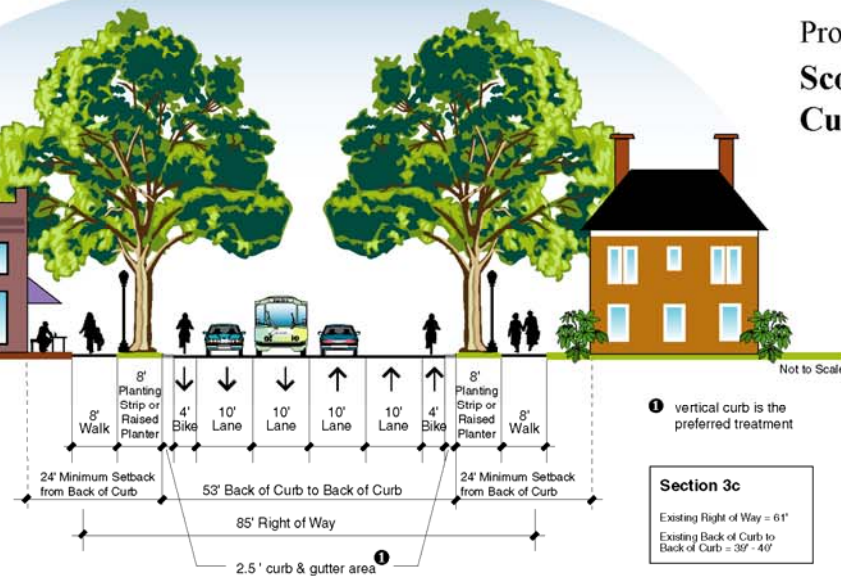 Pro
Sco
Cu
Not to Scale
8'
Walk
8'
Planting
Strip or
Raised
Planter
4'
Bike
10'
Lane
10'
Lane
10'
Lane
10'
Lane
4'
Bike
8'
Planting
Strip or
Raised
Planter
8'
Walk
1 vertical curb is the
preferred treatment
24' Minimum Setback
from Back of Curb
53' Back of Curb to Back of Curb
24' Minimum Setback
from Back of Curb
85' Right of Way
2.5 ' curb & gutter area 1
Section 3c
Existing Right of Way = 61'
Existing Back of Curb to
Back of Curb = 39' - 40'